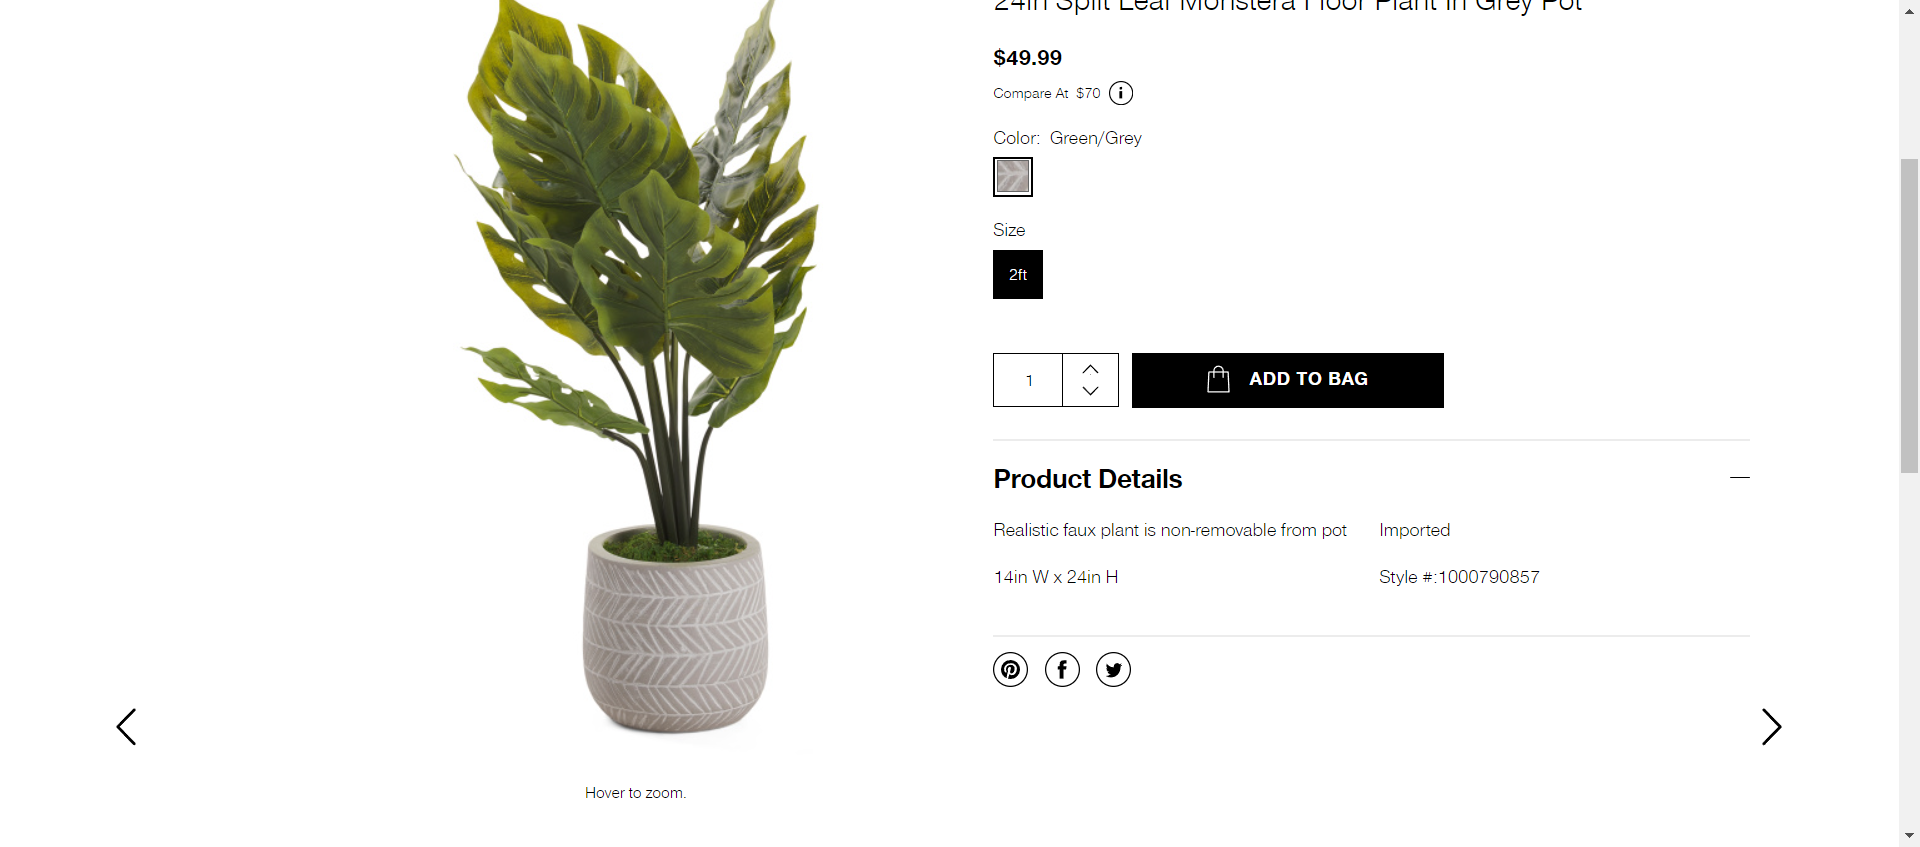 24in Split Leaf Monstera Floor Plant In Grey Pot
$49.99
Compare At $70
Color: Green/Grey
Size
2ft
1
ADD TO BAG
Product Details
Realistic faux plant is non-removable from pot
Imported
14in W x 24in H
Style #:1000790857
Hover to zoom.